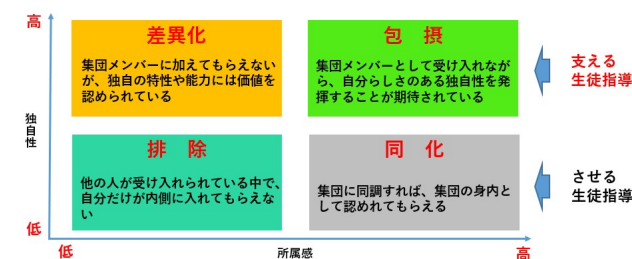 高
差異化
集団メンバーに加えてもらえない
が、独自の特性や能力には価値を
認められている
包　摂
集団メンバーとして受け入れなが
ら、自分らしさのある独自性を発
揮することが期待されている
支える
生徒指導
独自性
排　除
他の人が受け入れられている中で、
自分だけが内側に入れてもらえな
い
同　化
集団に同調すれば、集団の身内と
して認めれてもらえる
させる
生徒指導
低
低
所属感
高